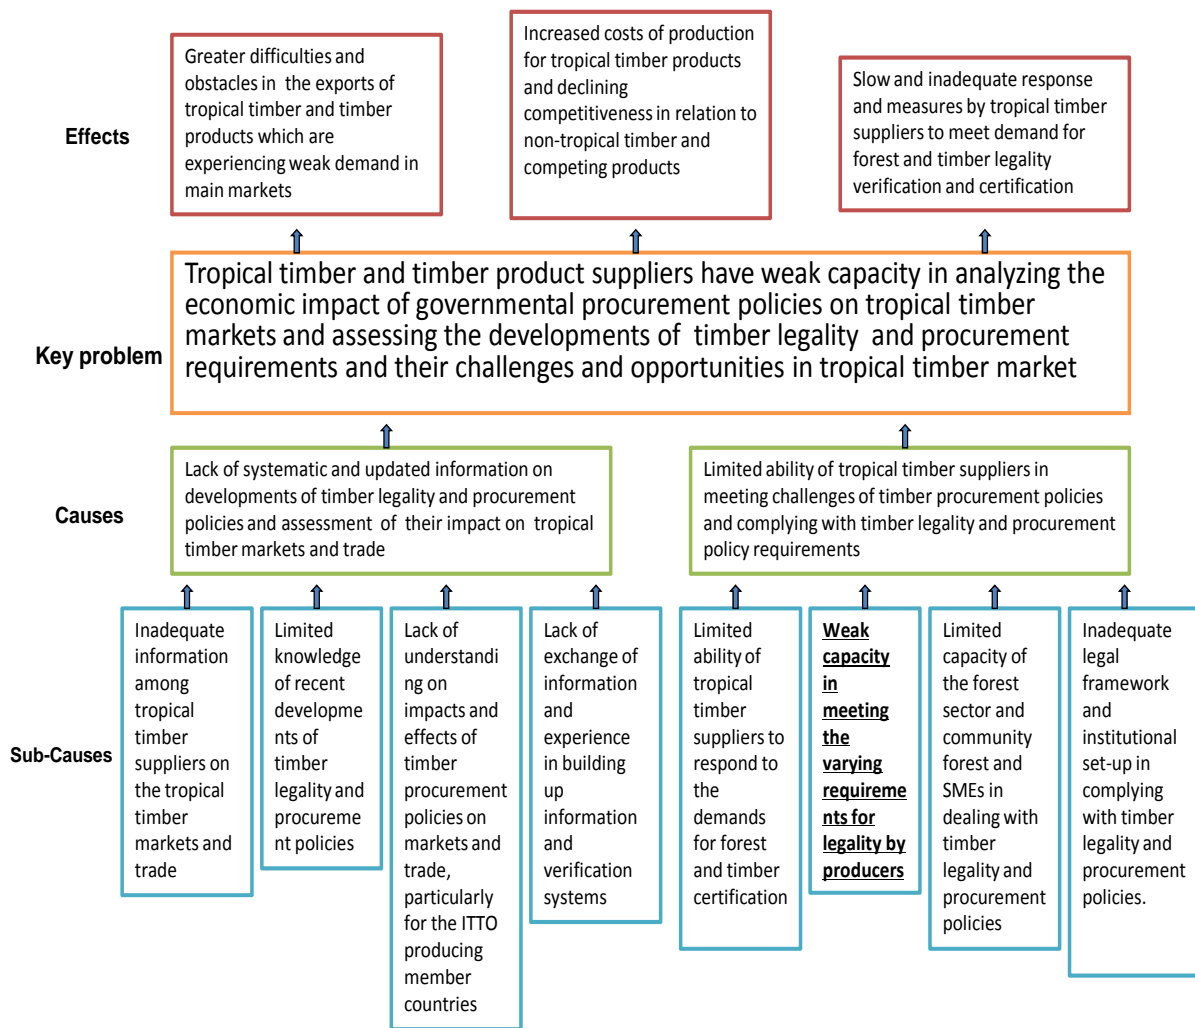 Effects
Greater difficulties and
obstacles in the exports of
tropical timber and timber
products which are
experiencing weak demand in
main markets
Increased costs of production
for tropical timber products
and declining
competitiveness in relation to
non-tropical timber and
competing products
Slow and inadequate response
and measures by tropical timber
suppliers to meet demand for
forest and timber legality
verification and certification
Key problem
Tropical timber and timber product suppliers have weak capacity in analyzing the
economic impact of governmental procurement policies on tropical timber
markets and assessing the developments of timber legality and procurement
requirements and their challenges and opportunities in tropical timber market
Causes
Lack of systematic and updated information on
developments of timber legality and procurement
policies and assessment of their impact on tropical
timber markets and trade
Limited ability of tropical timber suppliers in
meeting challenges of timber procurement policies
and complying with timber legality and procurement
policy requirements
Sub-Causes
Inadequate
information
among
tropical
timber
suppliers on
the tropical
timber
markets and
trade
Limited
knowledge
of recent
developme
nts of
timber
legality and
procureme
nt policies
Lack of
understandi
ng on
impacts and
effects of
timber
procurement
policies on
markets and
trade,
particularly
for the ITTO
producing
member
countries
Lack of
exchange of
information
and
experience
in building
up
information
and
verification
systems
Limited
ability of
tropical
timber
suppliers to
respond to
the
demands
for forest
and timber
certification
Weak
capacity
in
meeting
the
varying
requireme
nts for
legality by
producers
Limited
capacity of
the forest
sector and
community
forest and
SMEs in
dealing with
timber
legality and
procurement
policies
Inadequate
legal
framework
and
institutional
set-up in
complying
with timber
legality and
procurement
policies.